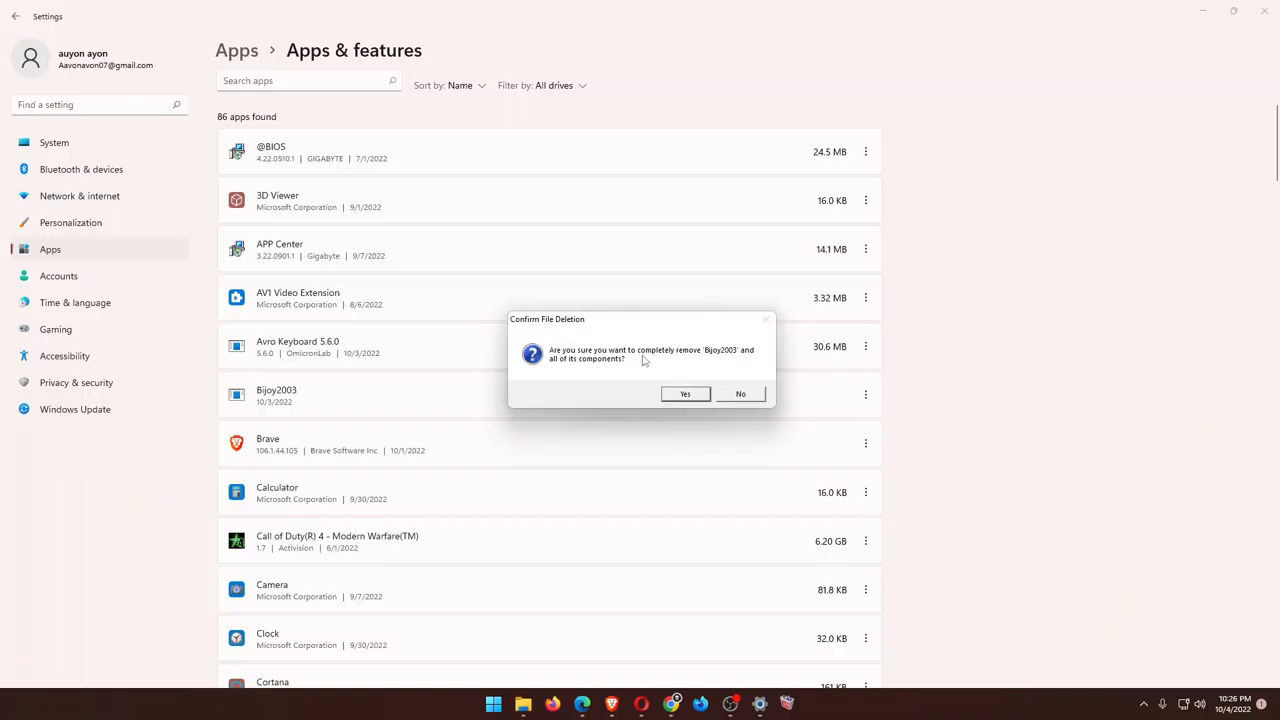 Settings
auyon ayon
Aavonavon07@gmail.com
Find a setting
System
Bluetooth & devices
Network & internet
Personalization
Apps
Accounts
Time & language
Gaming
Accessibility
Privacy & security
Windows Update
Apps > Apps & features
Search apps
Sort by: Name
Filter by: All drives
86 apps found
@BIOS
4.22.0510.1 | GIGABYTE | 7/1/2022
24.5 MB
3D Viewer
Microsoft Corporation | 9/1/2022
16.0 KB
APP Center
3.22.0901.1 | Gigabyte | 9/7/2022
14.1 MB
AV1 Video Extension
Microsoft Corporation | 8/6/2022
3.32 MB
Avro Keyboard 5.6.0
5.6.0 | OmicronLab | 10/3/2022
30.6 MB
Bijoy2003
10/3/2022
Brave
106.1.44.105 | Brave Software Inc | 10/1/2022
Calculator
Microsoft Corporation | 9/30/2022
16.0 KB
Call of Duty(R) 4 - Modern Warfare(TM)
1.7 | Activision | 6/1/2022
6.20 GB
Camera
Microsoft Corporation | 9/7/2022
81.8 KB
Clock
Microsoft Corporation | 9/30/2022
32.0 KB
Cortana
161 KB
Confirm File Deletion
Are you sure you want to completely remove 'Bijoy2003' and
all of its components?
Yes
No
10:26 PM
10/4/2022